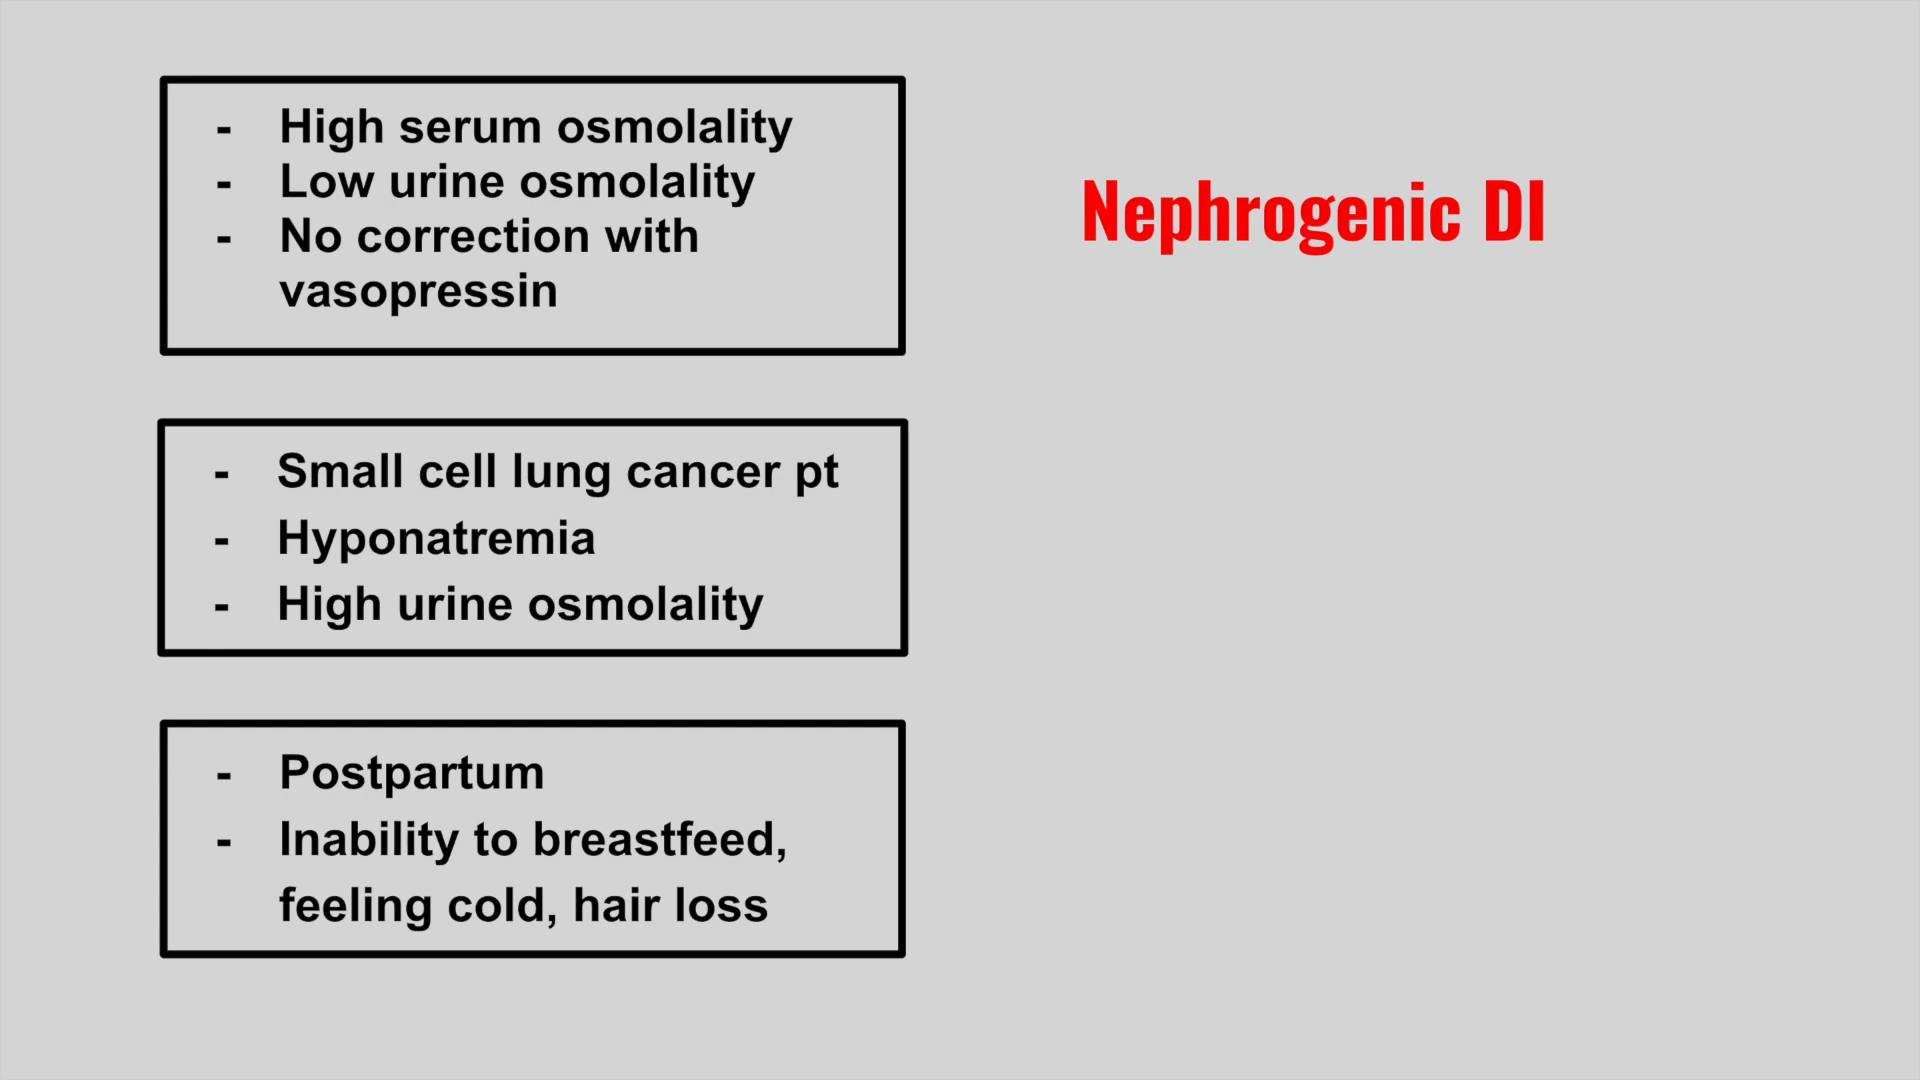 - High serum osmolality
- Low urine osmolality
- No correction with
vasopressin
Nephrogenic DI
- Small cell lung cancer pt
- Hyponatremia
- High urine osmolality
- Postpartum
- Inability to breastfeed,
feeling cold, hair loss